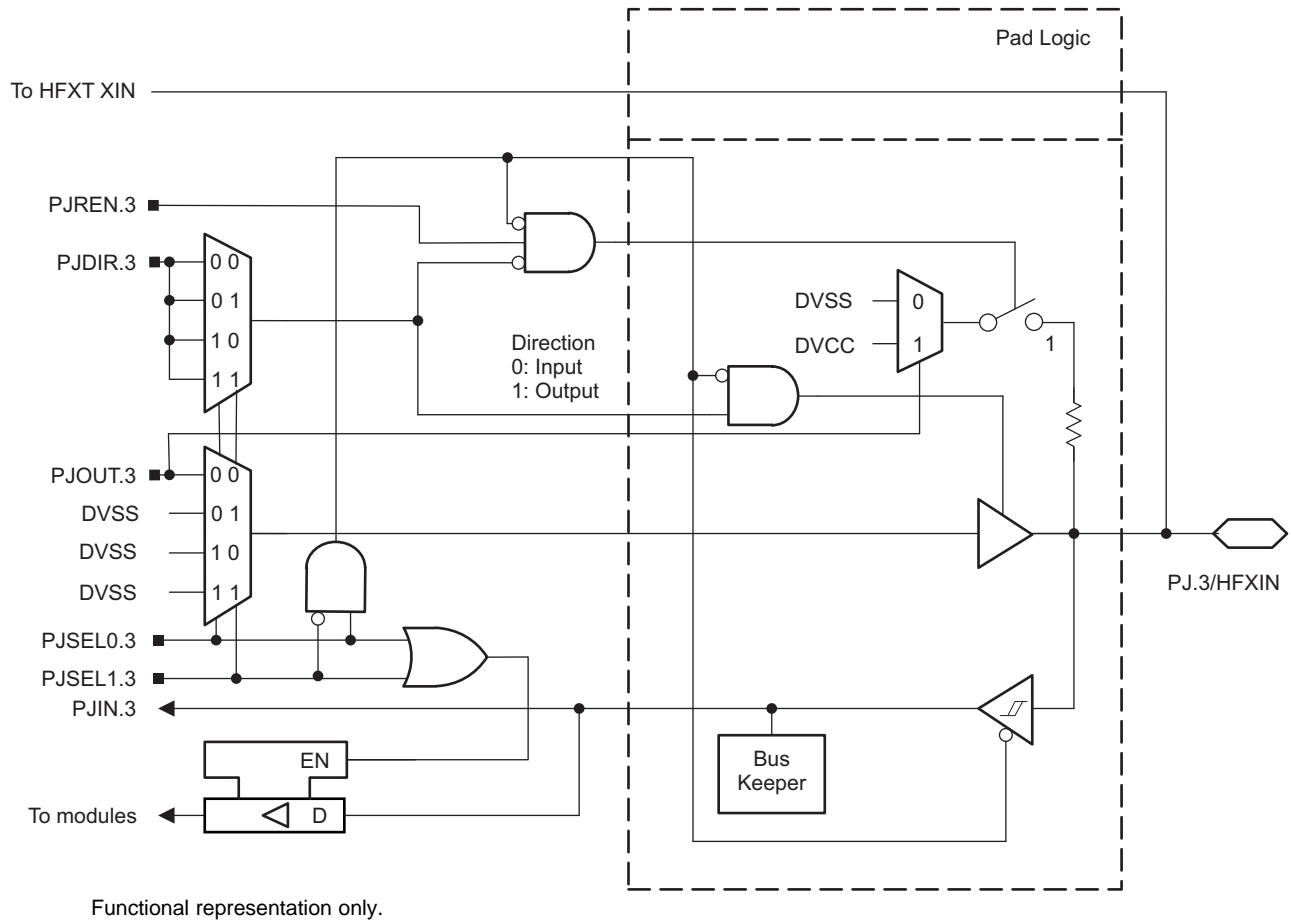 Pad Logic
To HFXT XIN
PJREN.3
PJDIR.3
0 0
0 1
1 0
1 1
Direction
0: Input
1: Output
DVSS
0
DVCC
1
1
PJOUT.3
0 0
DVSS
0 1
DVSS
1 0
DVSS
1 1
PJ.3/HFXIN
PJSEL0.3
PJSEL1.3
PJIN.3
EN
Bus
Keeper
To modules
D
Functional representation only.